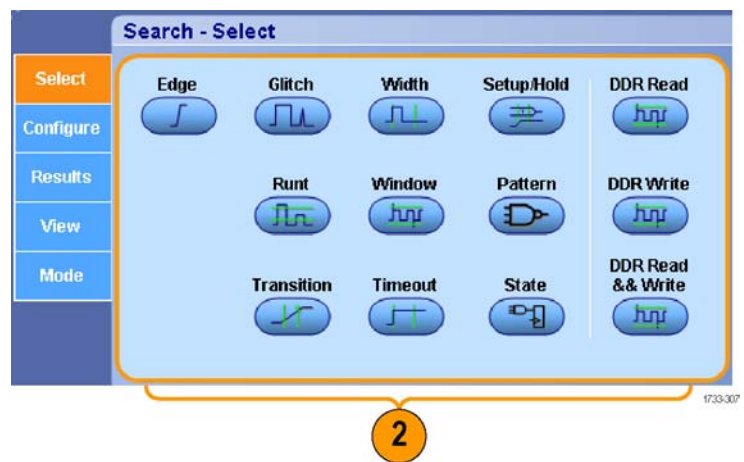 Search - Select
Select
Configure
Results
View
Mode
Edge Glitch Width Setup/Hold DDR Read
Runt Window Pattern DDR Write
Transition Timeout State DDR Read
&& Write
2
1733-307